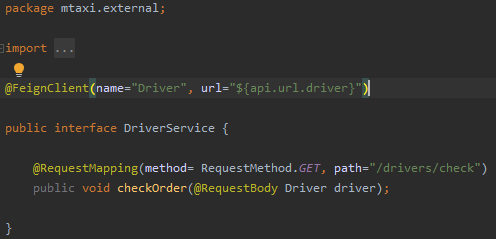 package mtaxi.external;
import ...
@FeignClient(name="Driver", url="${api.url.driver}")
public interface DriverService {
@RequestMapping(method= RequestMethod.GET, path="/drivers/check")
public void checkOrder(@RequestBody Driver driver);
}